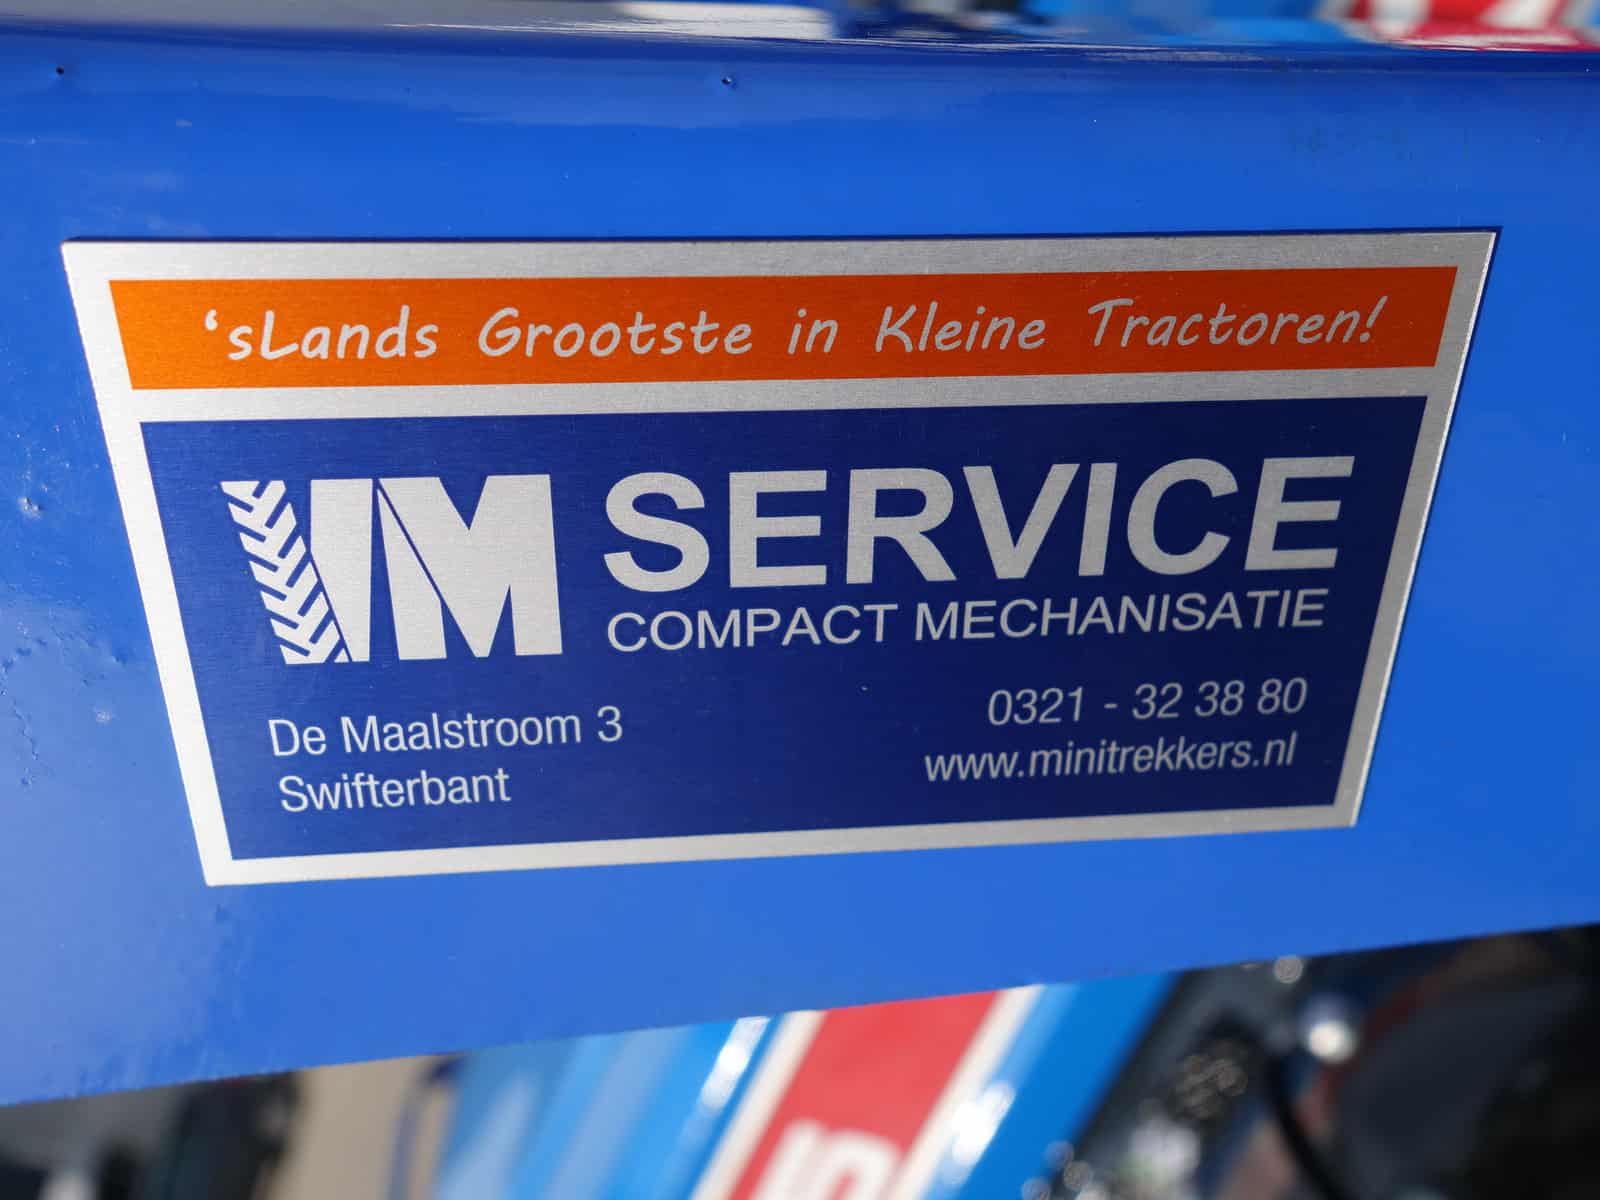 ‘sLands Grootste in Kleine Tractoren!
VM SERVICE
COMPACT MECHANISATIE
De Maalstroom 3
Swifterbant
0321 - 32 38 80
www.minitrekkers.nl